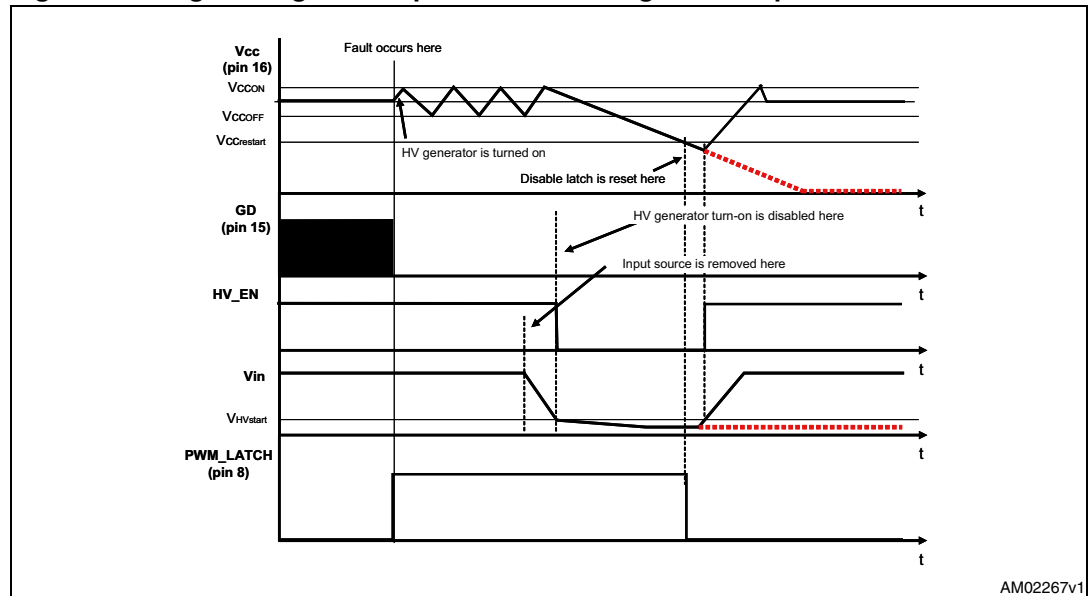 Vcc
(pin 16)
Fault occurs here
VCCON
VCCOFF
VCCrestart
HV generator is turned on
Disable latch is reset here
t
GD
(pin 15)
HV generator turn-on is disabled here
Input source is removed here
HV_EN
t
Vin
t
VHVstart
PWM_LATCH
(pin 8)
t
t
AM02267v1